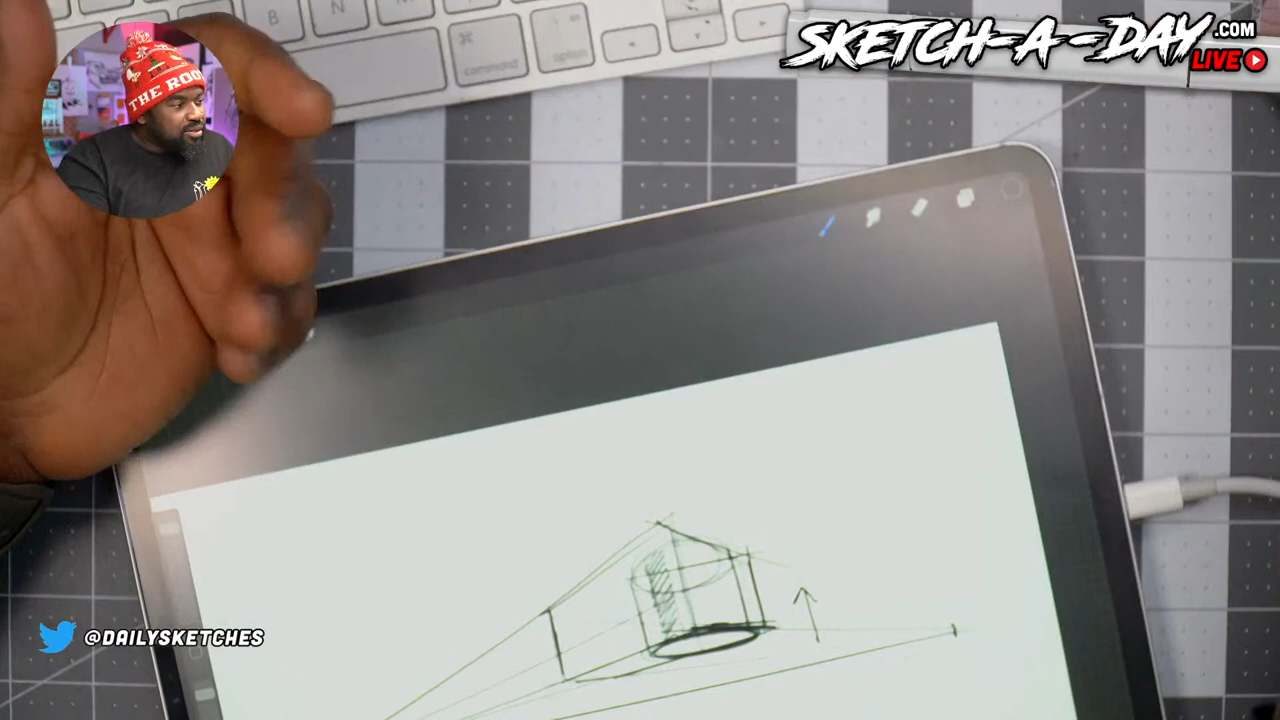 SKETCH-A-DAY.COM
LIVE
THE ROO
B N
command
option
@DAILYSKETCHES